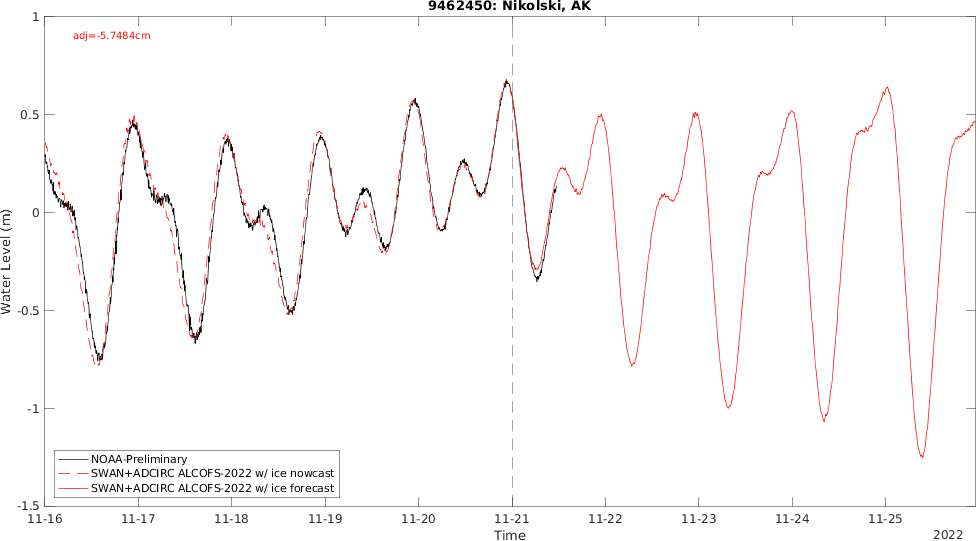 9462450: Nikolski, AK
adj=-5.7484cm
1
0.5
0
-0.5
-1
-1.5
Water Level (m)
NOAA-Preliminary
SWAN+ADCIRC ALCOFS-2022 w/ ice nowcast
SWAN+ADCIRC ALCOFS-2022 w/ ice forecast
11-16 11-17 11-18 11-19 11-20 11-21 11-22 11-23 11-24 11-25
Time
2022